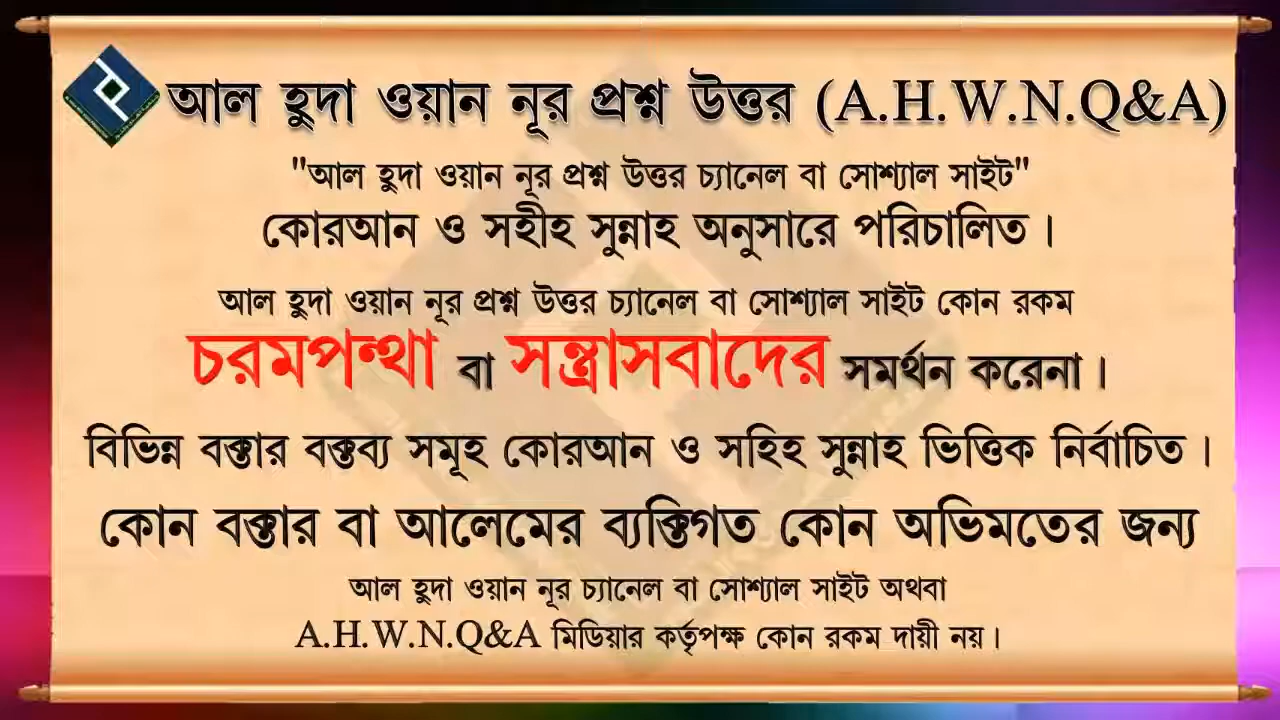 আল হুদা ওয়ান নূর প্রশ্ন উত্তর (A.H.W.N.Q&A)
"আল হুদা ওয়ান নূর প্রশ্ন উত্তর চ্যানেল বা সোশ্যাল সাইট"
কোরআন ও সহীহ সুন্নাহ অনুসারে পরিচালিত ।
আল হুদা ওয়ান নূর প্রশ্ন উত্তর চ্যানেল বা সোশ্যাল সাইট কোন রকম
চরমপন্থা বা সন্ত্রাসবাদের সমর্থন করেনা ।
বিভিন্ন বক্তার বক্তব্য সমূহ কোরআন ও সহিহ সুন্নাহ ভিত্তিক নির্বাচিত ।
কোন বক্তার বা আলেমের ব্যক্তিগত কোন অভিমতের জন্য
আল হুদা ওয়ান নূর চ্যানেল বা সোশ্যাল সাইট অথবা
A.H.W.N.Q&A মিডিয়ার কর্তৃপক্ষ কোন রকম দায়ী নয় ।